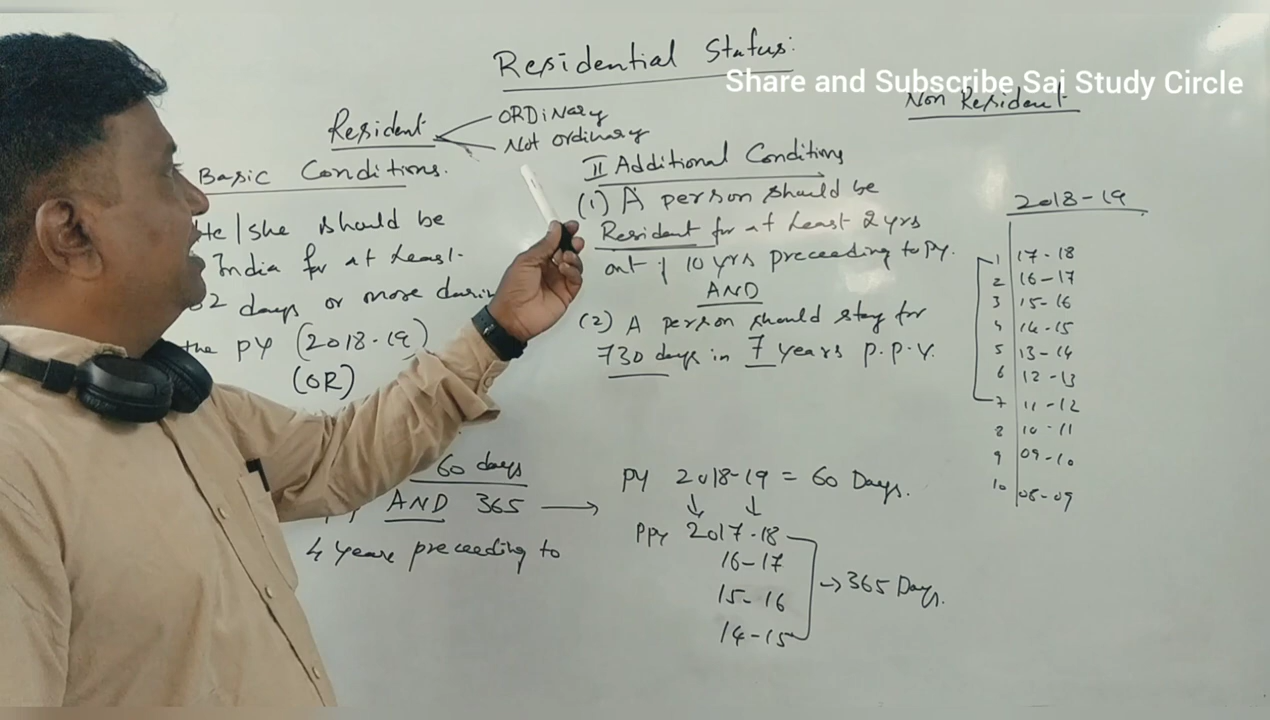 Residential Status:
Share and Subscribe Sai Study Circle
Non Resident
Resident
ORDinary
Not ordinary
Basic Conditions.
He/she should be
India for at least
82 days or more durin
the PY (2018-19)
(OR)
60 days
AND 365
4 years preceeding to
II Additional Conditions
(1) A person should be
Resident for at least 2 yrs
out of 10 yrs preceeding to PY.
AND
(2) A person should stay for
730 days in 7 years P.P.Y.
PY 2018-19 = 60 Days.
PPY 2017-18
16-17
15-16
14-15
→ 365 Days.
2018-19
1 17-18
2 16-17
3 15-16
4 14-15
5 13-14
6 12-13
7 11-12
8 10-11
9 09-10
10 08-09